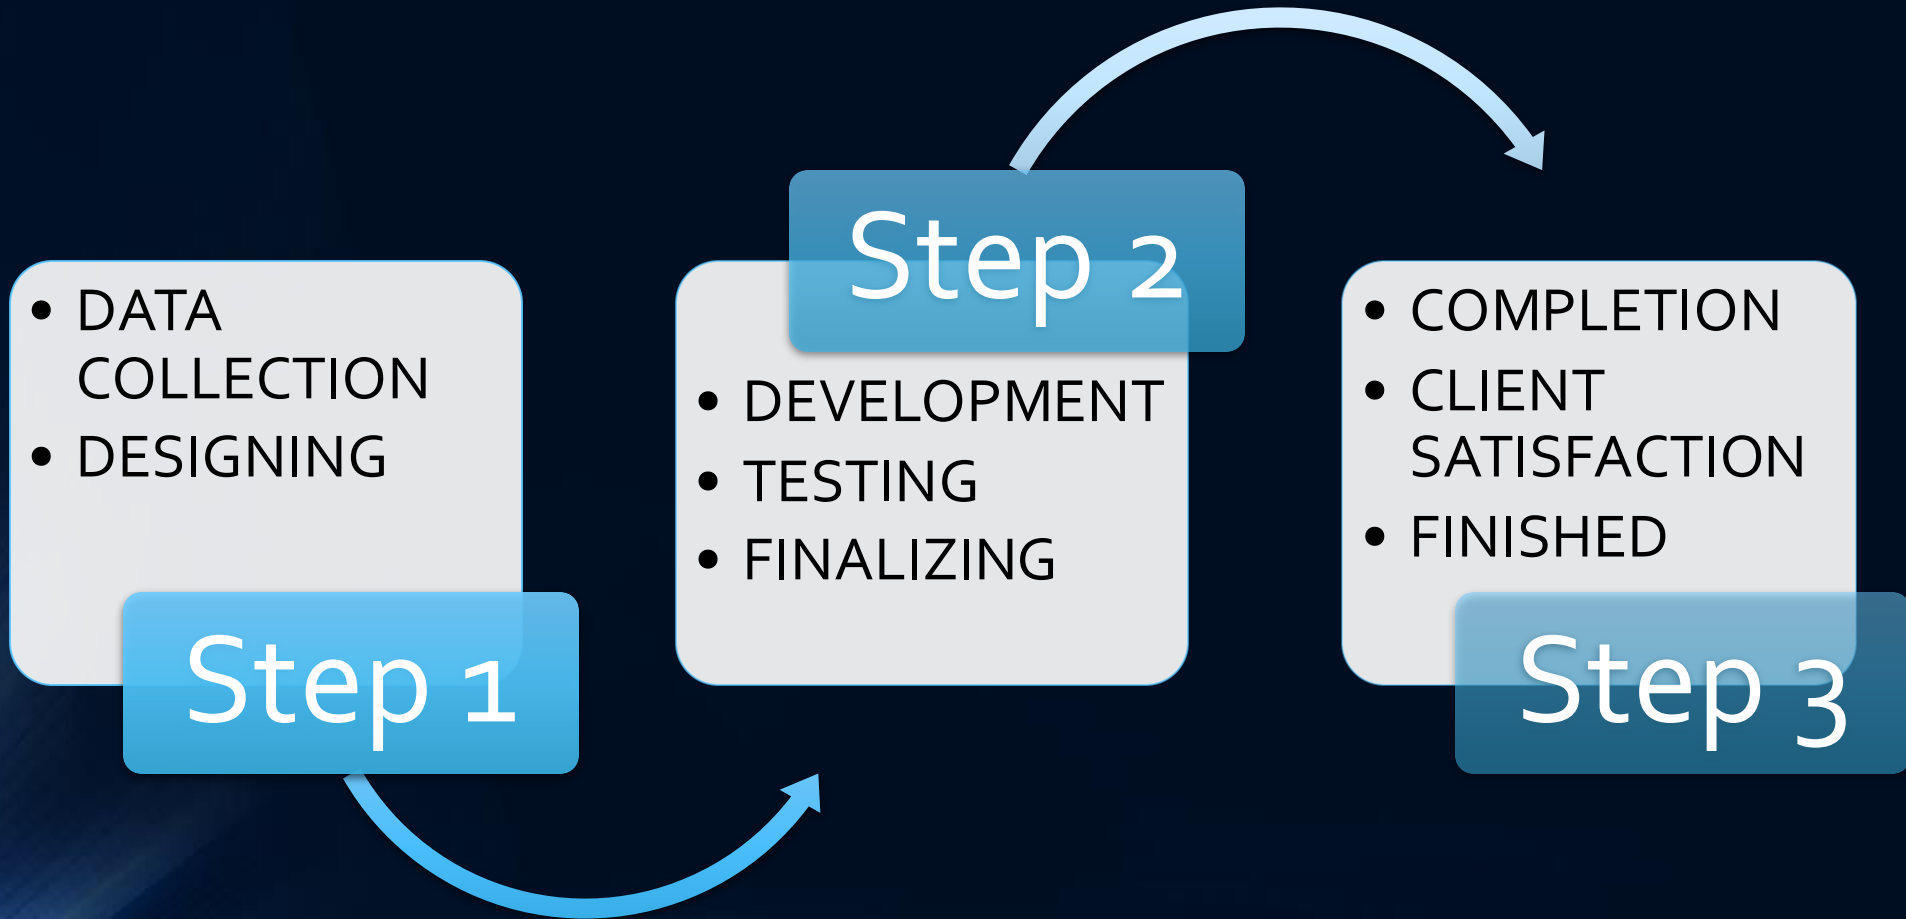 • DATA
COLLECTION
• DESIGNING
Step 1
Step 2
• DEVELOPMENT
• TESTING
• FINALIZING
• COMPLETION
• CLIENT
SATISFACTION
• FINISHED
Step 3